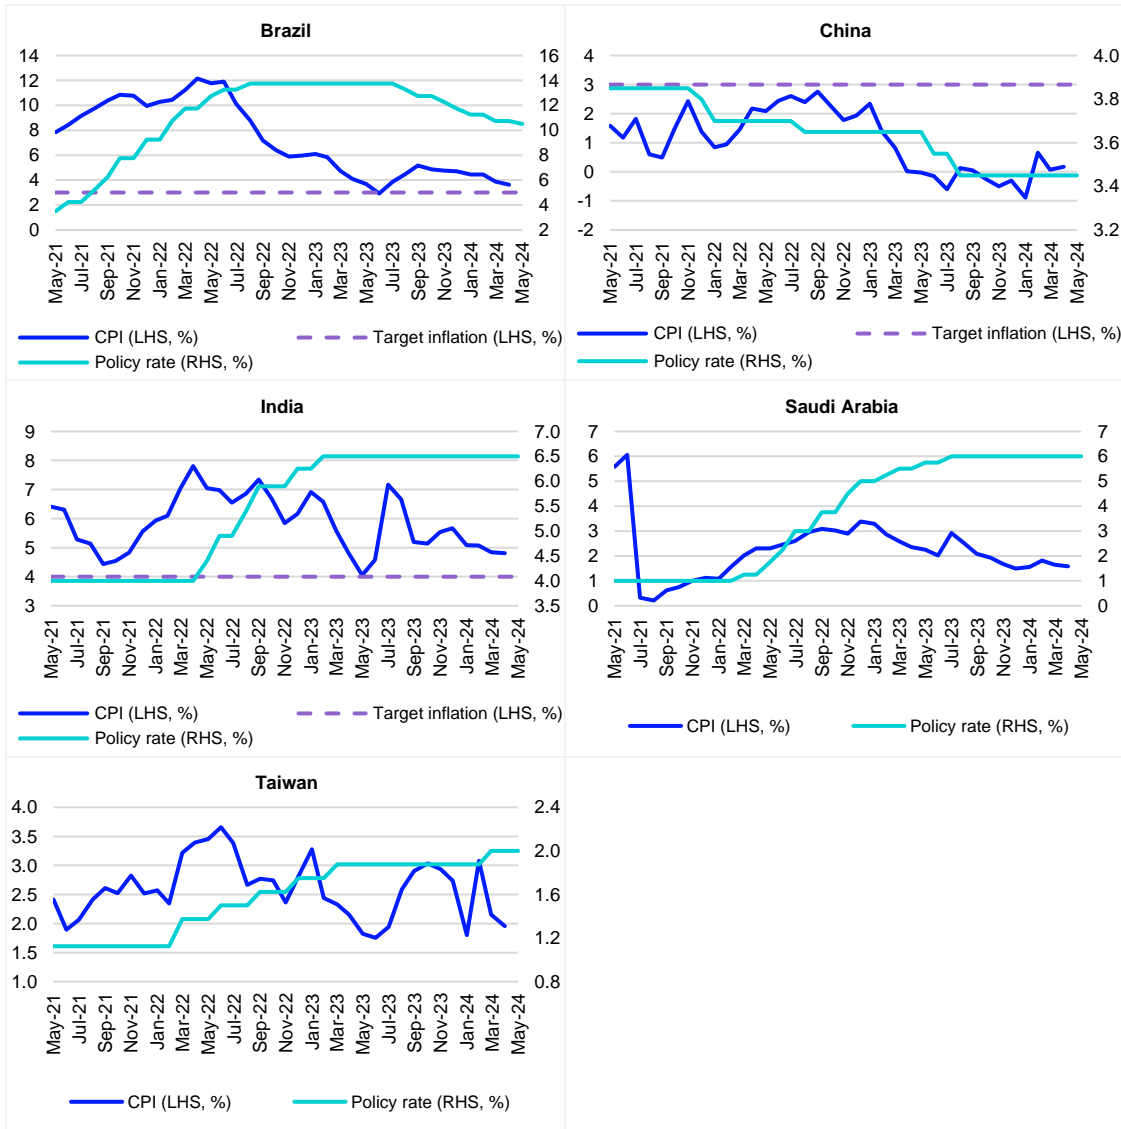 Brazil
14
12
10
8
6
4
2
0
16
14
12
10
8
6
4
2
May-21
Jul-21
Sep-21
Nov-21
Jan-22
Mar-22
May-22
Jul-22
Sep-22
Nov-22
Jan-23
Mar-23
May-23
Jul-23
Sep-23
Nov-23
Jan-24
Mar-24
May-24
CPI (LHS, %)
Target inflation (LHS, %)
Policy rate (RHS, %)
China
4
3
2
1
0
-1
-2
4.0
3.8
3.6
3.4
3.2
May-21
Jul-21
Sep-21
Nov-21
Jan-22
Mar-22
May-22
Jul-22
Sep-22
Nov-22
Jan-23
Mar-23
May-23
Jul-23
Sep-23
Nov-23
Jan-24
Mar-24
May-24
CPI (LHS, %)
Target inflation (LHS, %)
Policy rate (RHS, %)
India
9
8
7
6
5
4
3
7.0
6.5
6.0
5.5
5.0
4.5
4.0
3.5
May-21
Jul-21
Sep-21
Nov-21
Jan-22
Mar-22
May-22
Jul-22
Sep-22
Nov-22
Jan-23
Mar-23
May-23
Jul-23
Sep-23
Nov-23
Jan-24
Mar-24
May-24
CPI (LHS, %)
Target inflation (LHS, %)
Policy rate (RHS, %)
Saudi Arabia
7
6
5
4
3
2
1
0
7
6
5
4
3
2
1
0
May-21
Jul-21
Sep-21
Nov-21
Jan-22
Mar-22
May-22
Jul-22
Sep-22
Nov-22
Jan-23
Mar-23
May-23
Jul-23
Sep-23
Nov-23
Jan-24
Mar-24
May-24
CPI (LHS, %)
Policy rate (RHS, %)
Taiwan
4.0
3.5
3.0
2.5
2.0
1.5
1.0
2.4
2.0
1.6
1.2
0.8
May-21
Jul-21
Sep-21
Nov-21
Jan-22
Mar-22
May-22
Jul-22
Sep-22
Nov-22
Jan-23
Mar-23
May-23
Jul-23
Sep-23
Nov-23
Jan-24
Mar-24
May-24
CPI (LHS, %)
Policy rate (RHS, %)